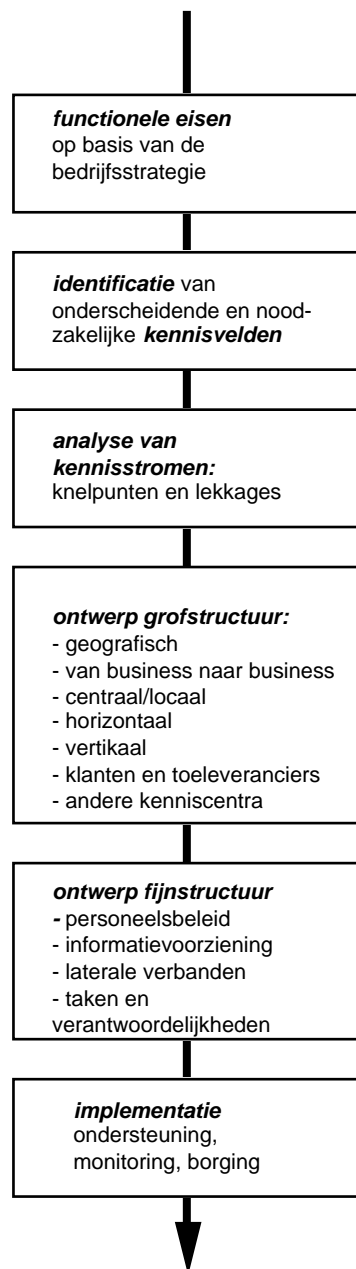 functionele eisen
op basis van de
bedrijfsstrategie
identificatie van
onderscheidende en nood-
zakelijke kennisvelden
analyse van
kennisstromen:
knelpunten en lekkages
ontwerp grofstructuur:
- geografisch
- van business naar business
- centraal/locaal
- horizontaal
- vertikaal
- klanten en toeleveranciers
- andere kenniscentra
ontwerp fijnstructuur
- personeelsbeleid
- informatievoorziening
- laterale verbanden
- taken en
verantwoordelijkheden
implementatie
ondersteuning,
monitoring, borging